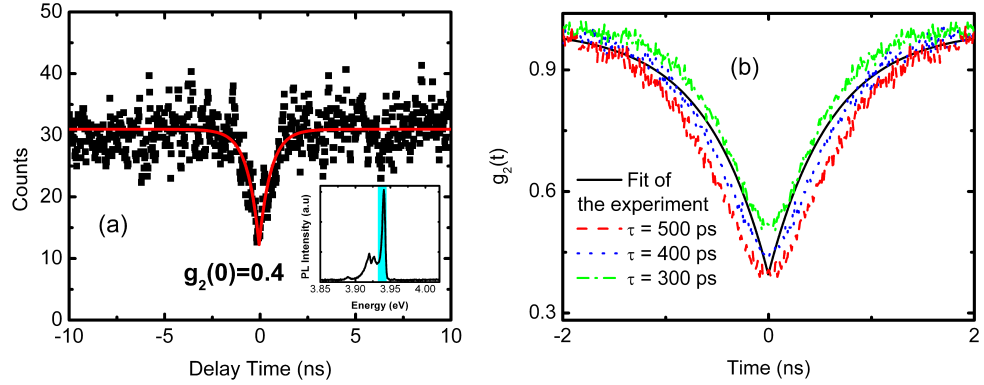 50
40
30
20
10
0
Counts
(a)
g2(0)=0.4
-10 -5 0 5 10
Delay Time (ns)
PL Intensity (a.u)
3.85 3.90 3.95 4.00
Energy (eV)
0.9
0.6
0.3
g2(t)
(b)
Fit of
the experiment
τ = 500 ps
τ = 400 ps
τ = 300 ps
-2 0 2
Time (ns)